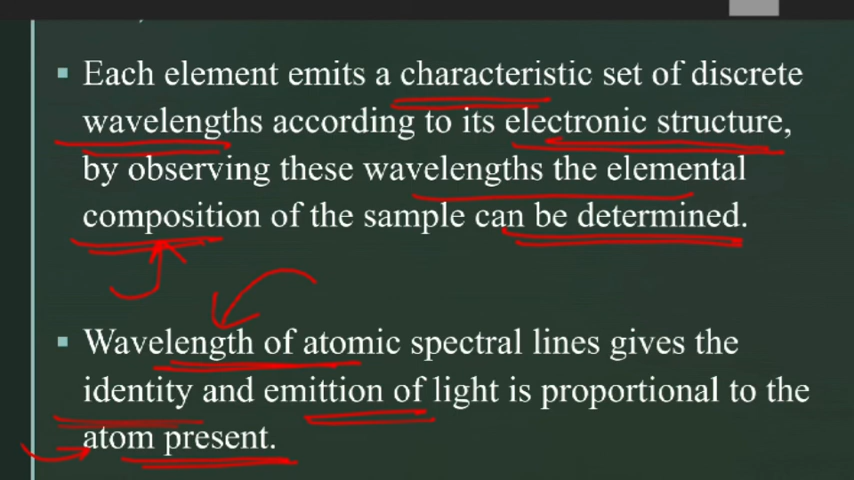 Each element emits a characteristic set of discrete
wavelengths according to its electronic structure,
by observing these wavelengths the elemental
composition of the sample can be determined.
Wavelength of atomic spectral lines gives the
identity and emittion of light is proportional to the
atom present.